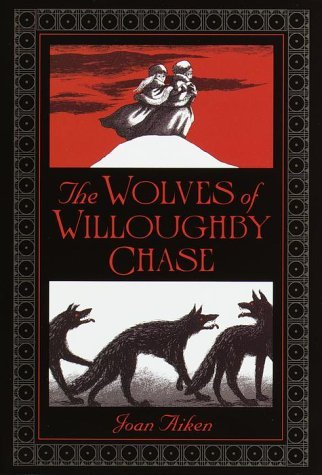 The WOLVES of
WILLOUGHBY
CHASE
Joan Aiken